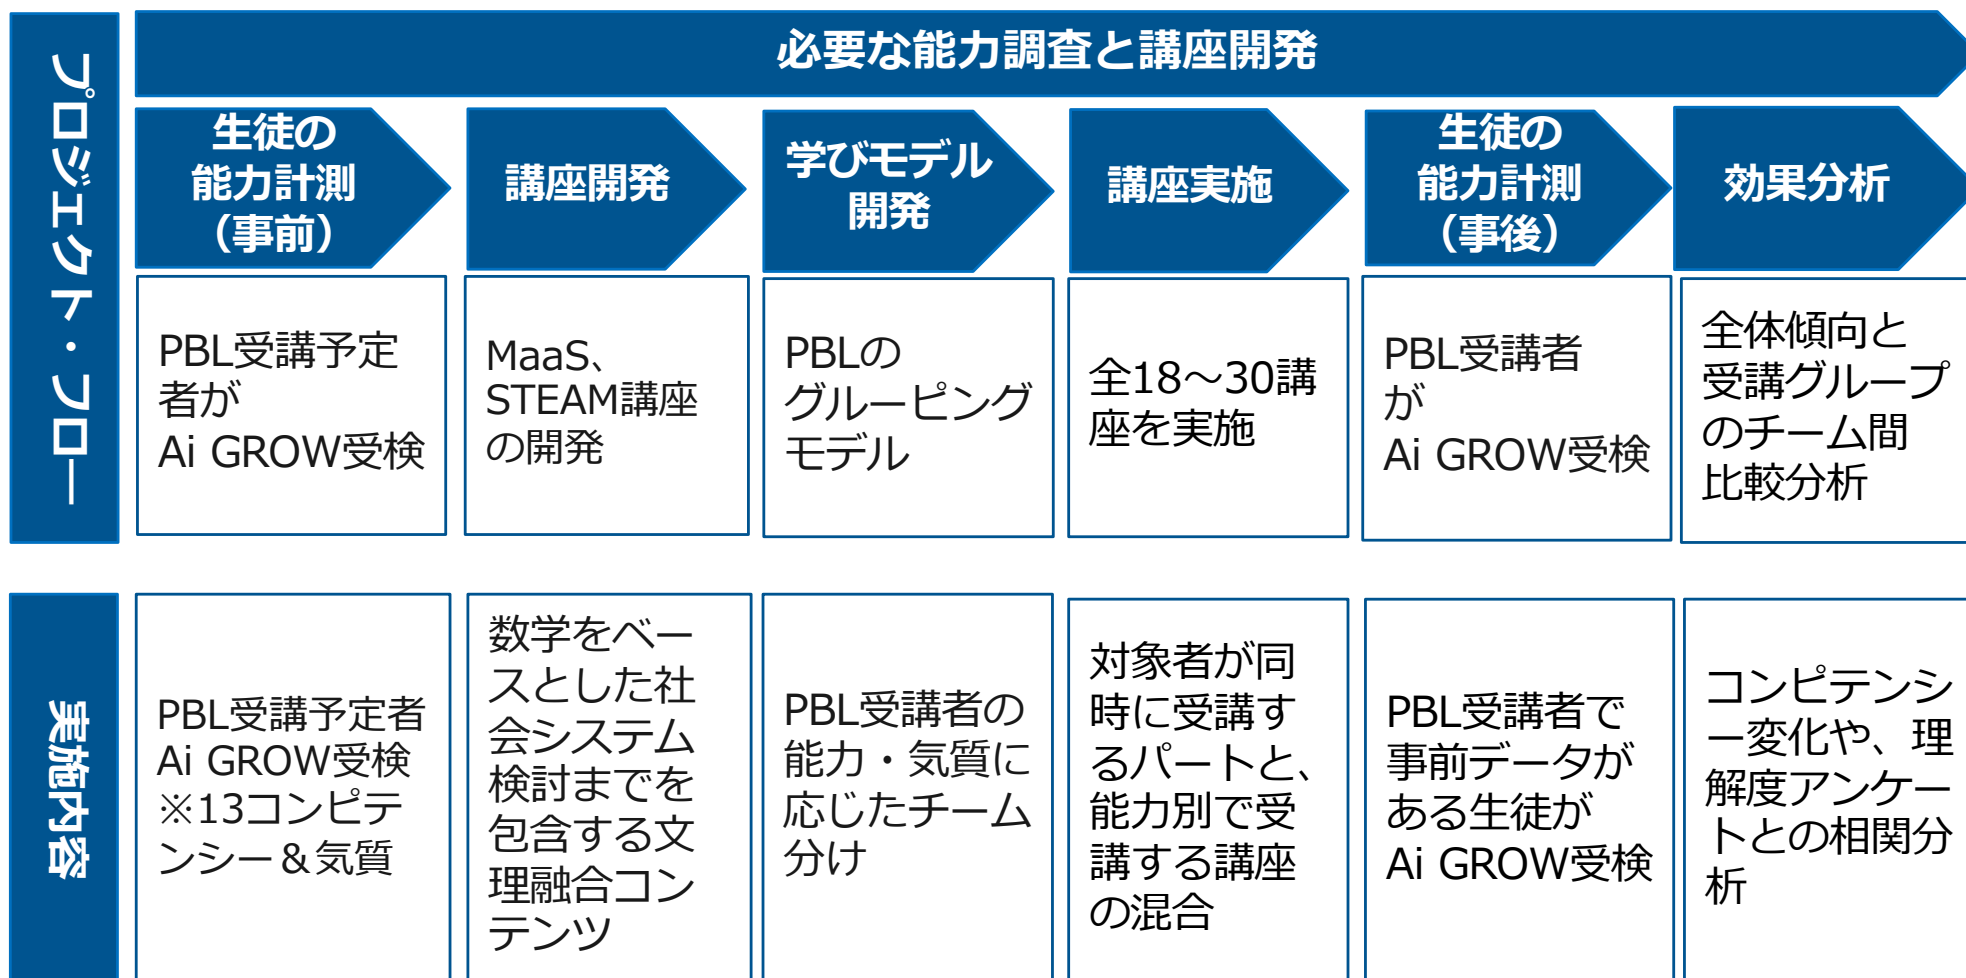 プロジェクト・フロー
必要な能力調査と講座開発
生徒の
能力計測
（事前）
講座開発
学びモデル
開発
講座実施
生徒の
能力計測
（事後）
効果分析
PBL受講予定
者が
Ai GROW受検
MaaS、
STEAM講座
の開発
PBLの
グルーピング
モデル
全18～30講
座を実施
PBL受講者
が
Ai GROW受検
全体傾向と
受講グループ
のチーム間
比較分析
実施内容
PBL受講予定者
Ai GROW受検
※13コンピテ
ンシー＆気質
数学をベー
スとした社
会システム
検討までを
包含する文
理融合コン
テンツ
PBL受講者の
能力・気質に
応じたチーム
分け
対象者が同
時に受講す
るパートと、
能力別で受
講する講座
の混合
PBL受講者で
事前データが
ある生徒が
Ai GROW受検
コンピテンシ
ー変化や、理
解度アンケー
トとの相関分
析